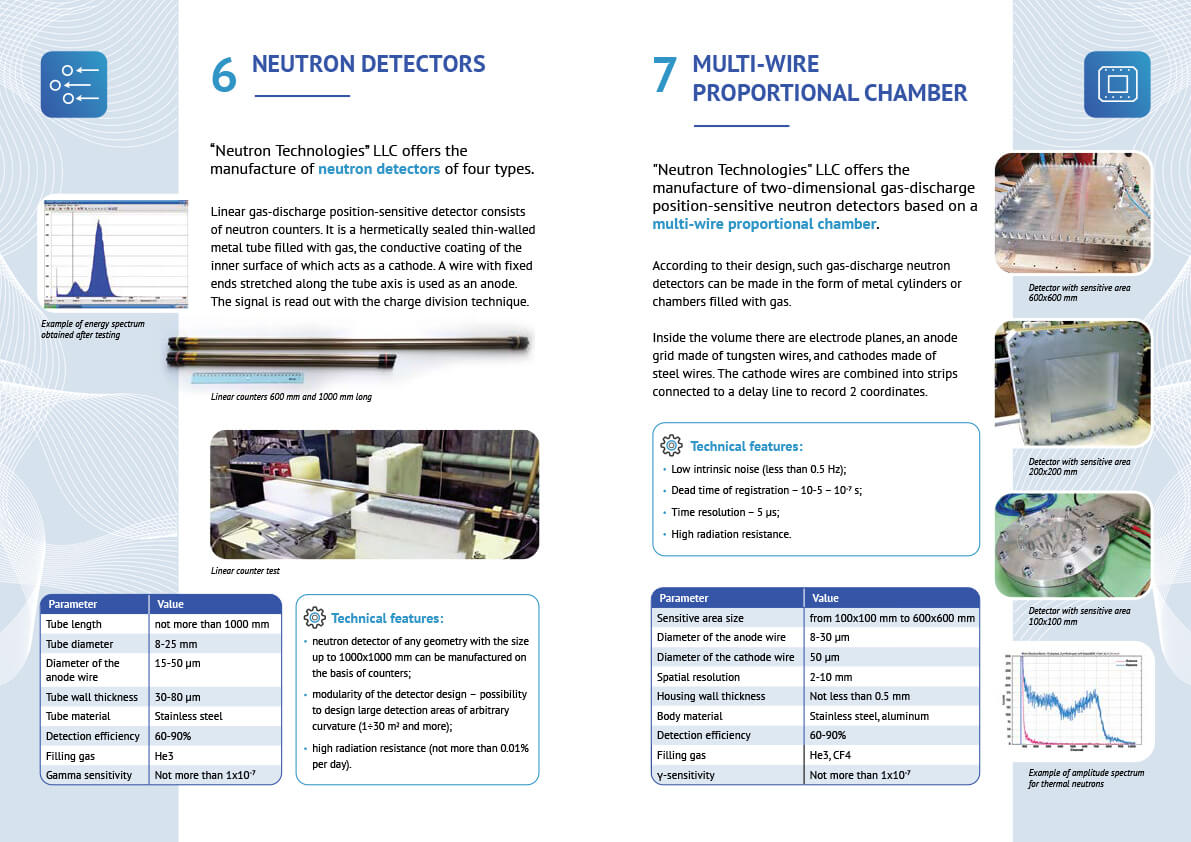 6
NEUTRON DETECTORS
“Neutron Technologies” LLC offers the
manufacture of neutron detectors of four types.
Linear gas-discharge position-sensitive detector consists
of neutron counters. It is a hermetically sealed thin-walled
metal tube filled with gas, the conductive coating of the
inner surface of which acts as a cathode. A wire with fixed
ends stretched along the tube axis is used as an anode.
The signal is read out with the charge division technique.
Example of energy spectrum
obtained after testing
Linear counters 600 mm and 1000 mm long
Linear counter test
Parameter Value
Tube length not more than 1000 mm
Tube diameter 8-25 mm
Diameter of the
anode wire 15-50 µm
Tube wall thickness 30-80 µm
Tube material Stainless steel
Detection efficiency 60-90%
Filling gas He3
Gamma sensitivity Not more than 1x10⁻⁷
Technical features:
• neutron detector of any geometry with the size
up to 1000x1000 mm can be manufactured on
the basis of counters;
• modularity of the detector design – possibility
to design large detection areas of arbitrary
curvature (1÷30 m² and more);
• high radiation resistance (not more than 0.01%
per day).
7
MULTI-WIRE
PROPORTIONAL CHAMBER
"Neutron Technologies" LLC offers the
manufacture of two-dimensional gas-discharge
position-sensitive neutron detectors based on a
multi-wire proportional chamber.
According to their design, such gas-discharge neutron
detectors can be made in the form of metal cylinders or
chambers filled with gas.
Inside the volume there are electrode planes, an anode
grid made of tungsten wires, and cathodes made of
steel wires. The cathode wires are combined into strips
connected to a delay line to record 2 coordinates.
Technical features:
• Low intrinsic noise (less than 0.5 Hz);
• Dead time of registration – 10-5 – 10⁻⁷ s;
• Time resolution – 5 µs;
• High radiation resistance.
Parameter Value
Sensitive area size from 100x100 mm to 600x600 mm
Diameter of the anode wire 8-30 µm
Diameter of the cathode wire 50 µm
Spatial resolution 2-10 mm
Housing wall thickness Not less than 0.5 mm
Body material Stainless steel, aluminum
Detection efficiency 60-90%
Filling gas He3, CF4
γ-sensitivity Not more than 1x10⁻⁷
Detector with sensitive area
600x600 mm
Detector with sensitive area
200x200 mm
Detector with sensitive area
100x100 mm
Example of amplitude spectrum
for thermal neutrons